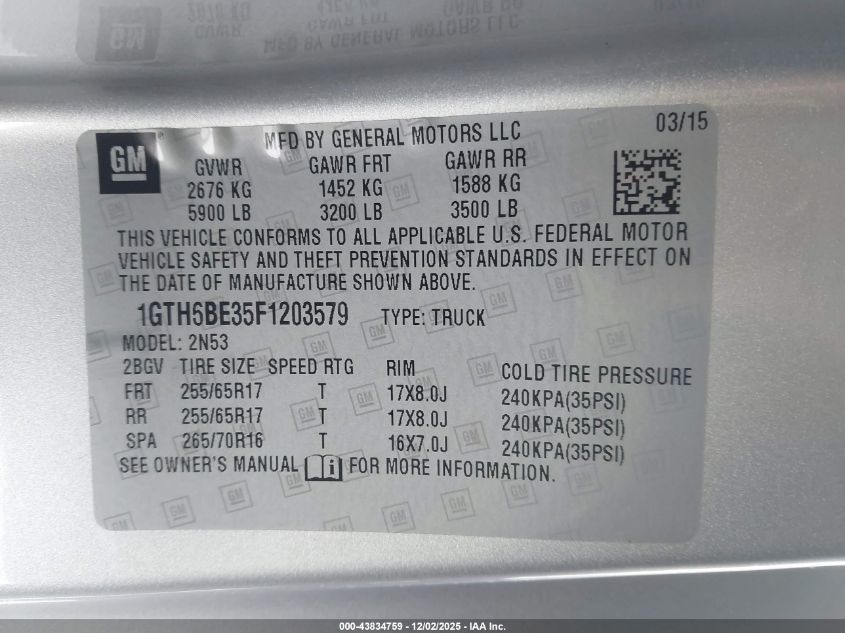 GM
MFD BY GENERAL MOTORS LLC
03/15
GVWR GAWR FRT GAWR RR
2676 KG 1452 KG 1588 KG
5900 LB 3200 LB 3500 LB
THIS VEHICLE CONFORMS TO ALL APPLICABLE U.S. FEDERAL MOTOR
VEHICLE SAFETY AND THEFT PREVENTION STANDARDS IN EFFECT ON
THE DATE OF MANUFACTURE SHOWN ABOVE.
1GTH5BE35F1203579 TYPE: TRUCK
MODEL: 2N53
2BGV TIRE SIZE SPEED RTG RIM COLD TIRE PRESSURE
FRT 255/65R17 T 17X8.0J 240KPA(35PSI)
RR 255/65R17 T 17X8.0J 240KPA(35PSI)
SPA 265/70R16 T 16X7.0J 240KPA(35PSI)
SEE OWNER'S MANUAL FOR MORE INFORMATION.
000-43834759 - 12/02/2025 - IAA Inc.